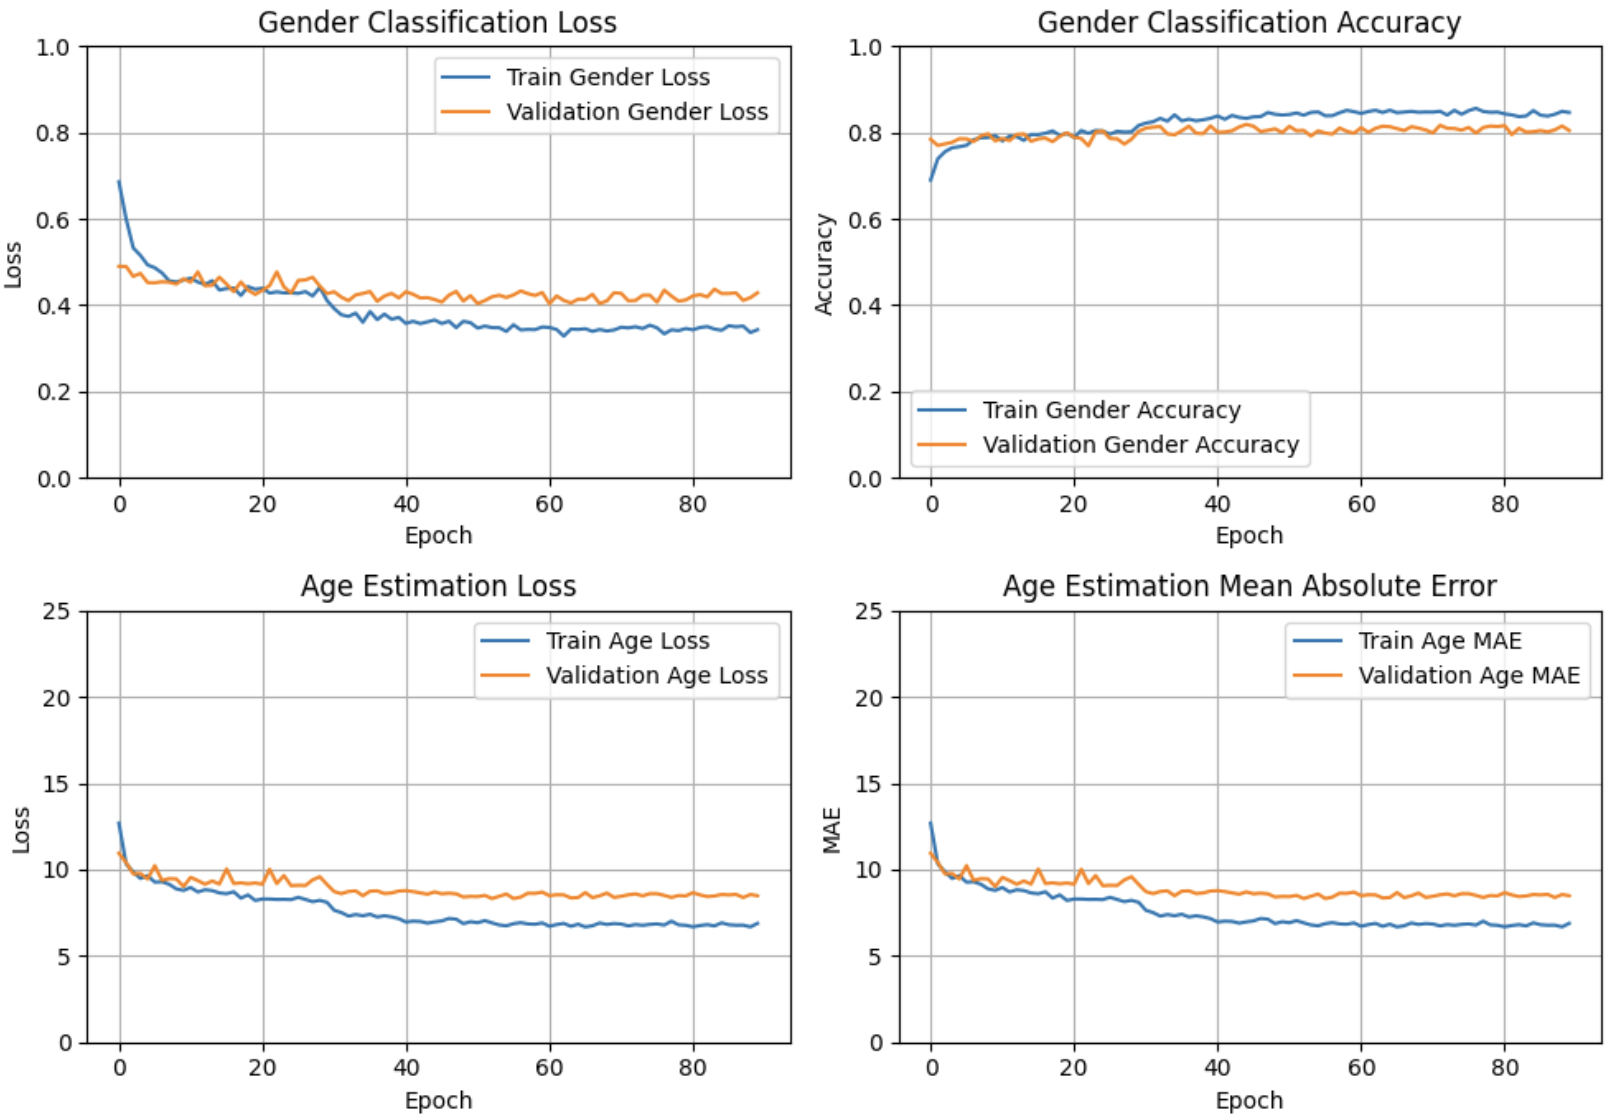 Gender Classification Loss
1.0
0.8
0.6
0.4
0.2
0.0
Loss
Train Gender Loss
Validation Gender Loss
0 20 40 60 80
Epoch
Gender Classification Accuracy
1.0
0.8
0.6
0.4
0.2
0.0
Accuracy
Train Gender Accuracy
Validation Gender Accuracy
0 20 40 60 80
Epoch
Age Estimation Loss
25
20
15
10
5
0
Loss
Train Age Loss
Validation Age Loss
0 20 40 60 80
Epoch
Age Estimation Mean Absolute Error
25
20
15
10
5
0
MAE
Train Age MAE
Validation Age MAE
0 20 40 60 80
Epoch